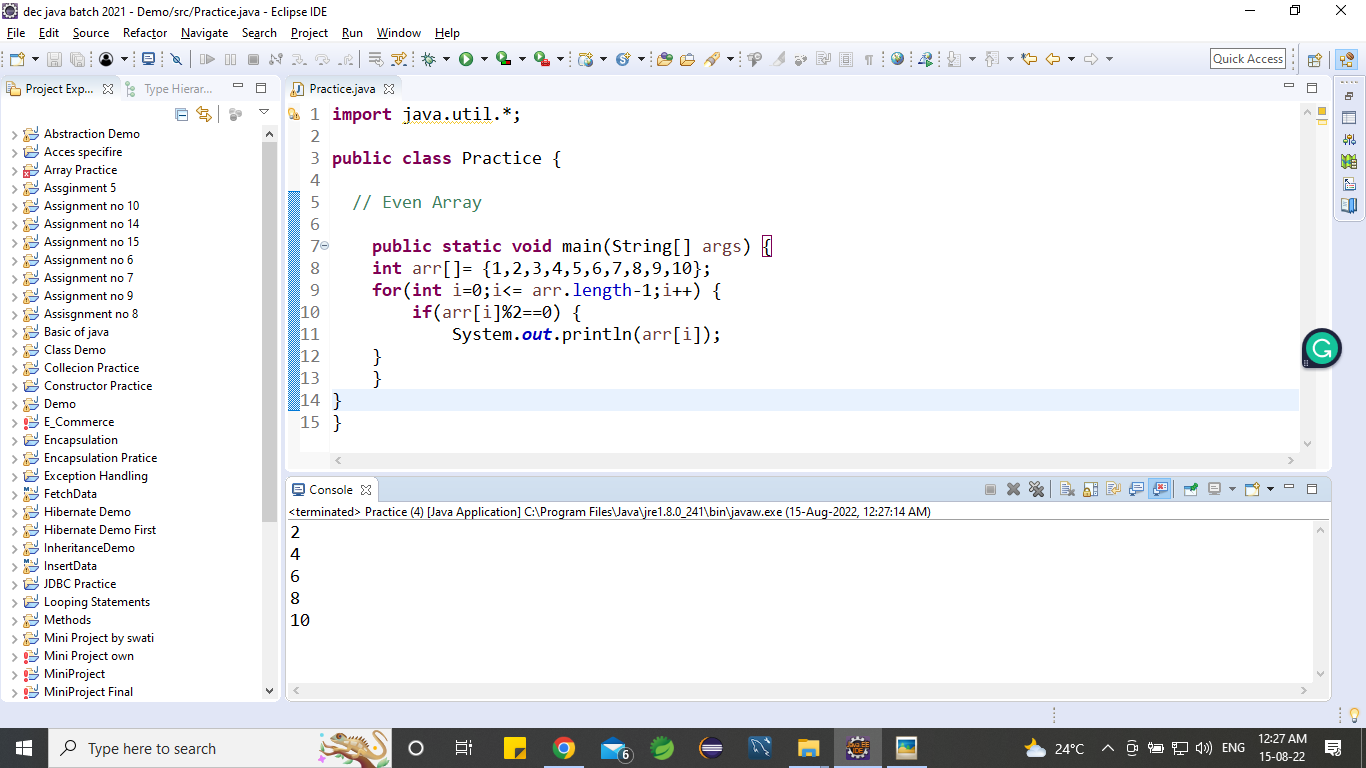 dec java batch 2021 - Demo/src/Practice.java - Eclipse IDE
File Edit Source Refactor Navigate Search Project Run Window Help
Quick Access
Project Exp... Type Hierar...
Abstraction Demo
Acces specifire
Array Practice
Assginment 5
Assignment no 10
Assignment no 14
Assignment no 15
Assignment no 6
Assignment no 7
Assignment no 9
Assisgnment no 8
Basic of java
Class Demo
Collecion Practice
Constructor Practice
Demo
E_Commerce
Encapsulation
Encapsulation Pratice
Exception Handling
FetchData
Hibernate Demo
Hibernate Demo First
InheritanceDemo
InsertData
JDBC Practice
Looping Statements
Methods
Mini Project by swati
Mini Project own
MiniProject
MiniProject Final
Practice.java
1 import java.util.*;
2
3 public class Practice {
4
5 // Even Array
6
7 public static void main(String[] args) {
8 int arr[]= {1,2,3,4,5,6,7,8,9,10};
9 for(int i=0;i<= arr.length-1;i++) {
10 if(arr[i]%2==0) {
11 System.out.println(arr[i]);
12 }
13 }
14 }
15 }
Console
<terminated> Practice (4) [Java Application] C:\Program Files\Java\jre1.8.0_241\bin\javaw.exe (15-Aug-2022, 12:27:14 AM)
2
4
6
8
10
Type here to search
6
24°C
ENG
12:27 AM
15-08-22